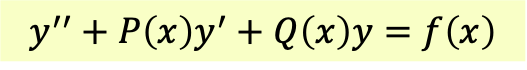 y'' + P(x)y' + Q(x)y = f(x)